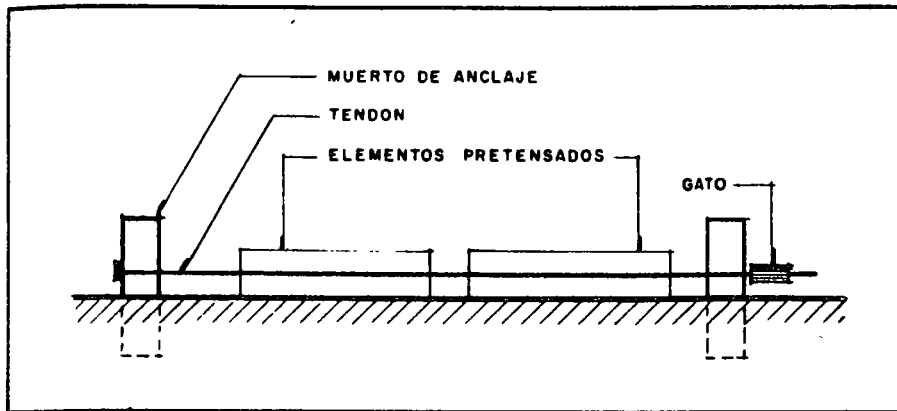 MUERTO DE ANCLAJE
TENDON
ELEMENTOS PRETENSADOS
GATO